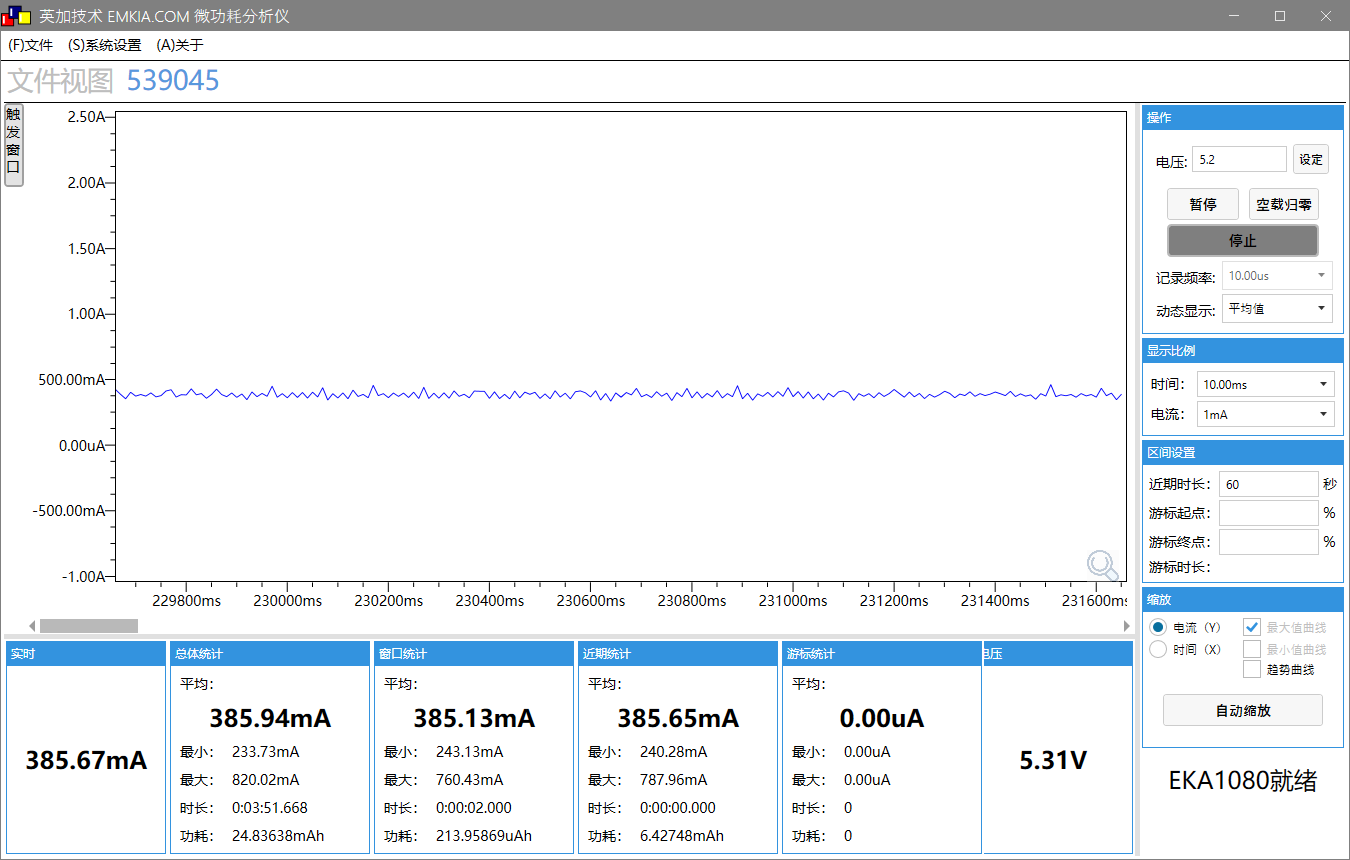 英加技术 EMKIA.COM 微功耗分析仪
(F)文件 (S)系统设置 (A)关于
文件视图 539045
触发窗口
2.50A
2.00A
1.50A
1.00A
500.00mA
0.00uA
-500.00mA
-1.00A
229800ms 230000ms 230200ms 230400ms 230600ms 230800ms 231000ms 231200ms 231400ms 231600ms
操作
电压: 5.2 设定
暂停 空载归零
停止
记录频率: 10.00us
动态显示: 平均值
显示比例
时间: 10.00ms
电流: 1mA
区间设置
近期时长: 60 秒
游标起点: %
游标终点: %
游标时长:
缩放
电流（Y） 最大值曲线
时间（X） 最小值曲线
趋势曲线
自动缩放
EKA1080就绪
实时
385.67mA
总体统计
平均:
385.94mA
最小: 233.73mA
最大: 820.02mA
时长: 0:03:51.668
功耗: 24.83638mAh
窗口统计
平均:
385.13mA
最小: 243.13mA
最大: 760.43mA
时长: 0:00:02.000
功耗: 213.95869uAh
近期统计
平均:
385.65mA
最小: 240.28mA
最大: 787.96mA
时长: 0:00:00.000
功耗: 6.42748mAh
游标统计
平均:
0.00uA
最小: 0.00uA
最大: 0.00uA
时长: 0
功耗: 0
电压
5.31V